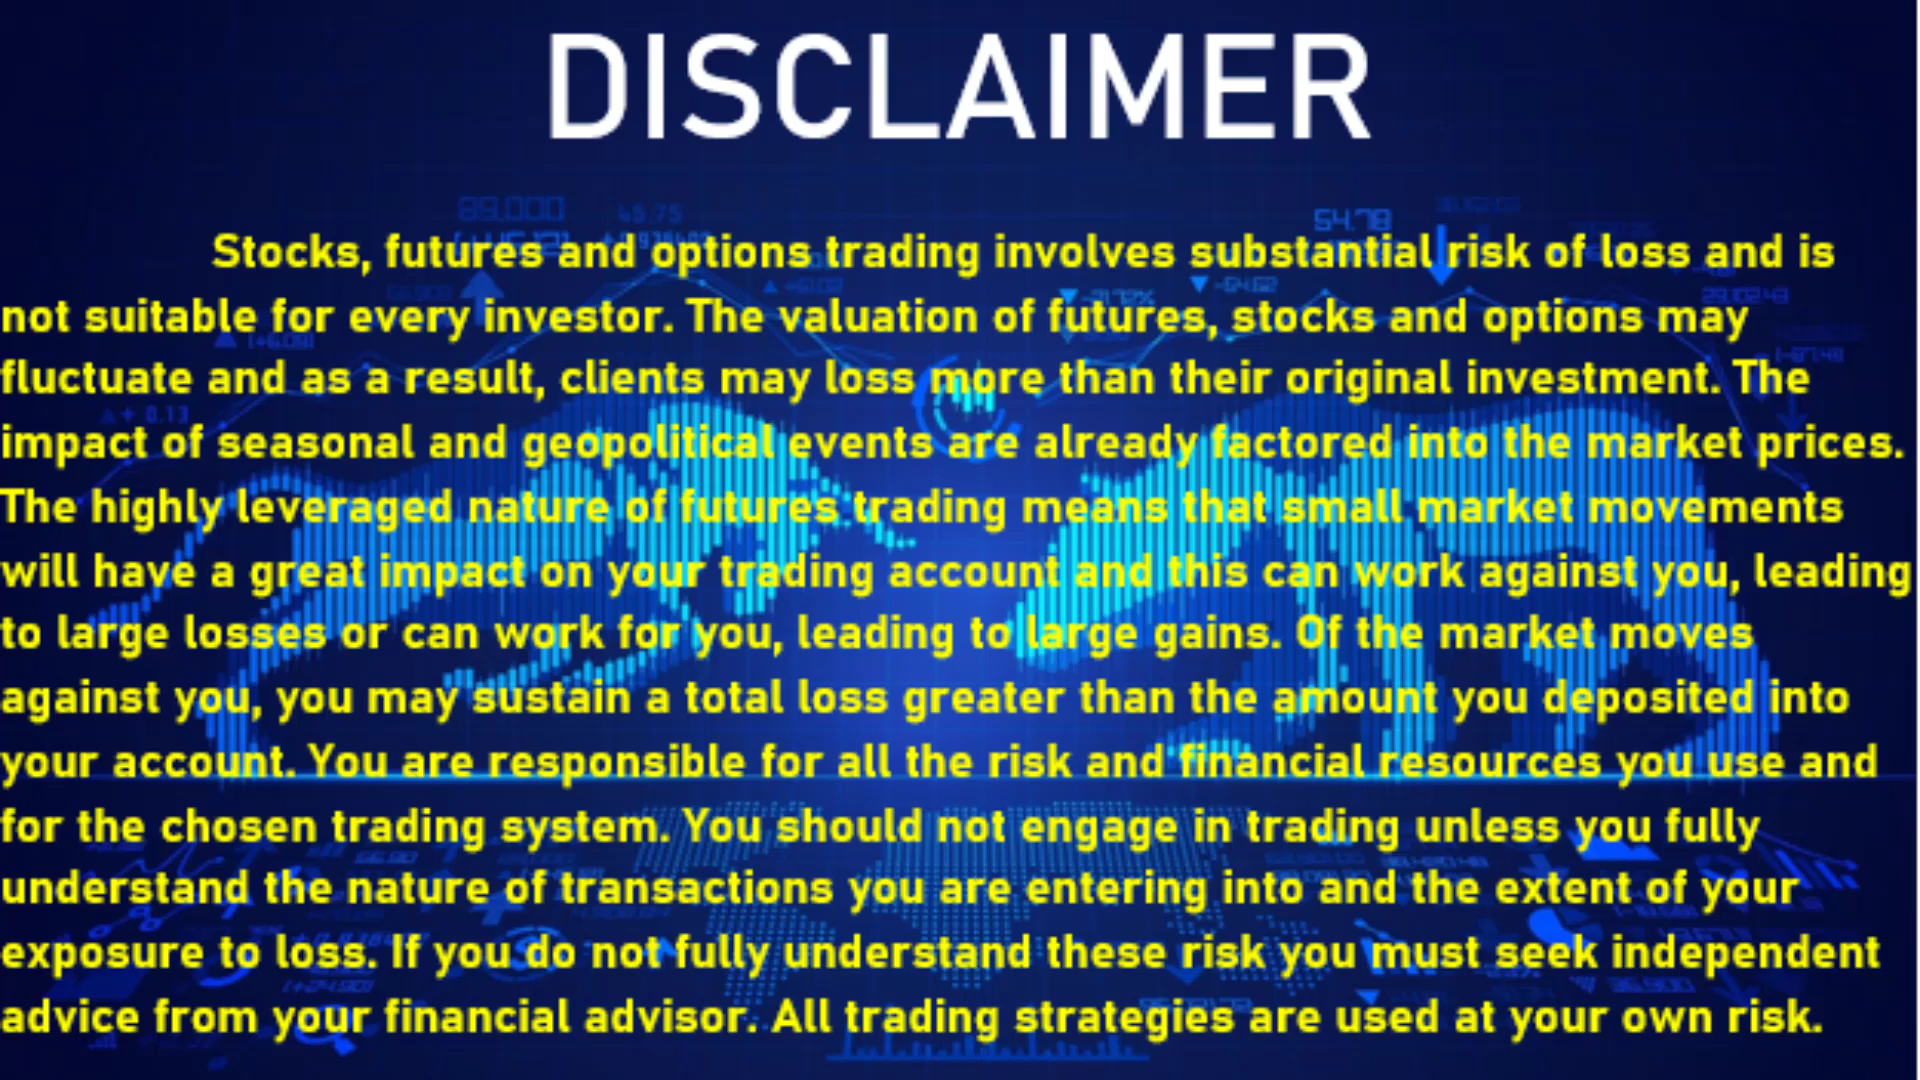 DISCLAIMER
89.000
45.75
54.78
Stocks, futures and options trading involves substantial risk of loss and is
not suitable for every investor. The valuation of futures, stocks and options may
fluctuate and as a result, clients may loss more than their original investment. The
+ 0.13
impact of seasonal and geopolitical events are already factored into the market prices.
The highly leveraged nature of futures trading means that small market movements
will have a great impact on your trading account and this can work against you, leading
to large losses or can work for you, leading to large gains. Of the market moves
against you, you may sustain a total loss greater than the amount you deposited into
your account. You are responsible for all the risk and financial resources you use and
for the chosen trading system. You should not engage in trading unless you fully
understand the nature of transactions you are entering into and the extent of your
exposure to loss. If you do not fully understand these risk you must seek independent
advice from your financial advisor. All trading strategies are used at your own risk.